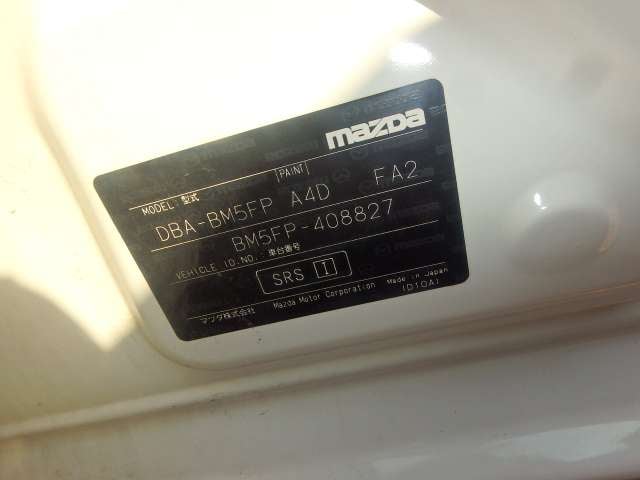 mazda
MODEL: 型式 PAINT
DBA-BM5FP A4D FA2
BM5FP-408827
VEHICLE ID.NO. 車台番号
SRS I
マツダ株式会社 Mazda Motor Corporation Made in Japan
(D10A)